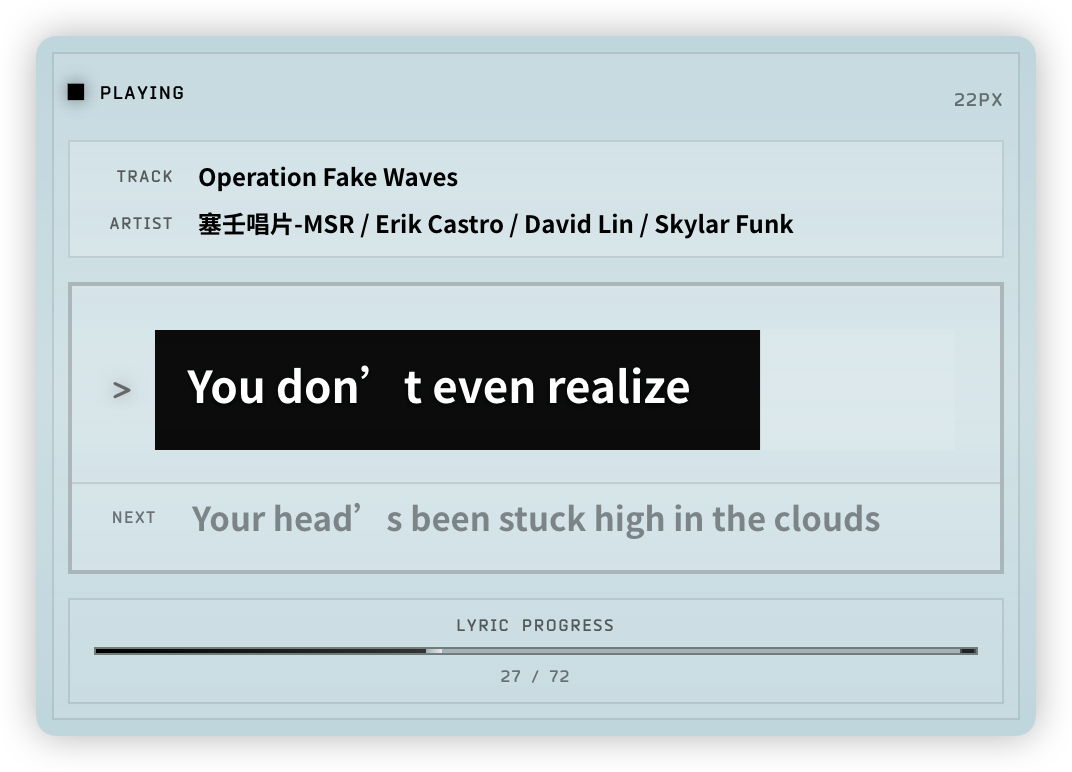 PLAYING
22PX
TRACK Operation Fake Waves
ARTIST 塞壬唱片-MSR / Erik Castro / David Lin / Skylar Funk
> You don’t even realize
NEXT Your head’s been stuck high in the clouds
LYRIC PROGRESS
27 / 72